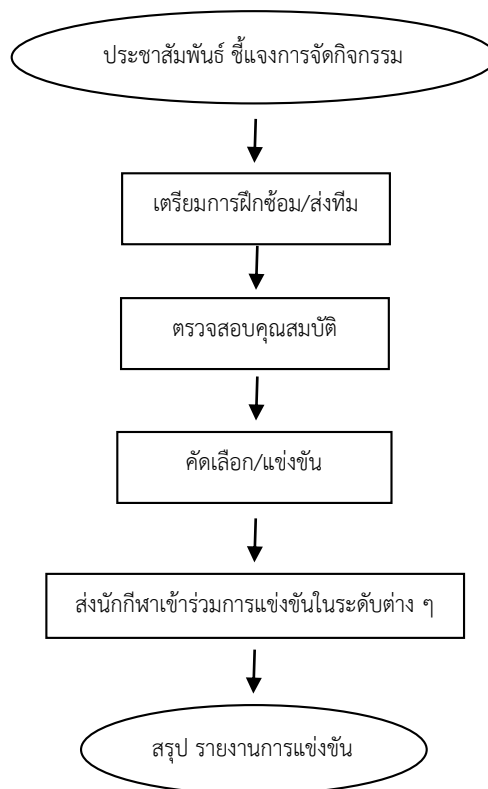 ประชาสัมพันธ์ ชี้แจงการจัดกิจกรรม
เตรียมการฝึกซ้อม/ส่งทีม
ตรวจสอบคุณสมบัติ
คัดเลือก/แข่งขัน
ส่งนักกีฬาเข้าร่วมการแข่งขันในระดับต่าง ๆ
สรุป รายงานการแข่งขัน